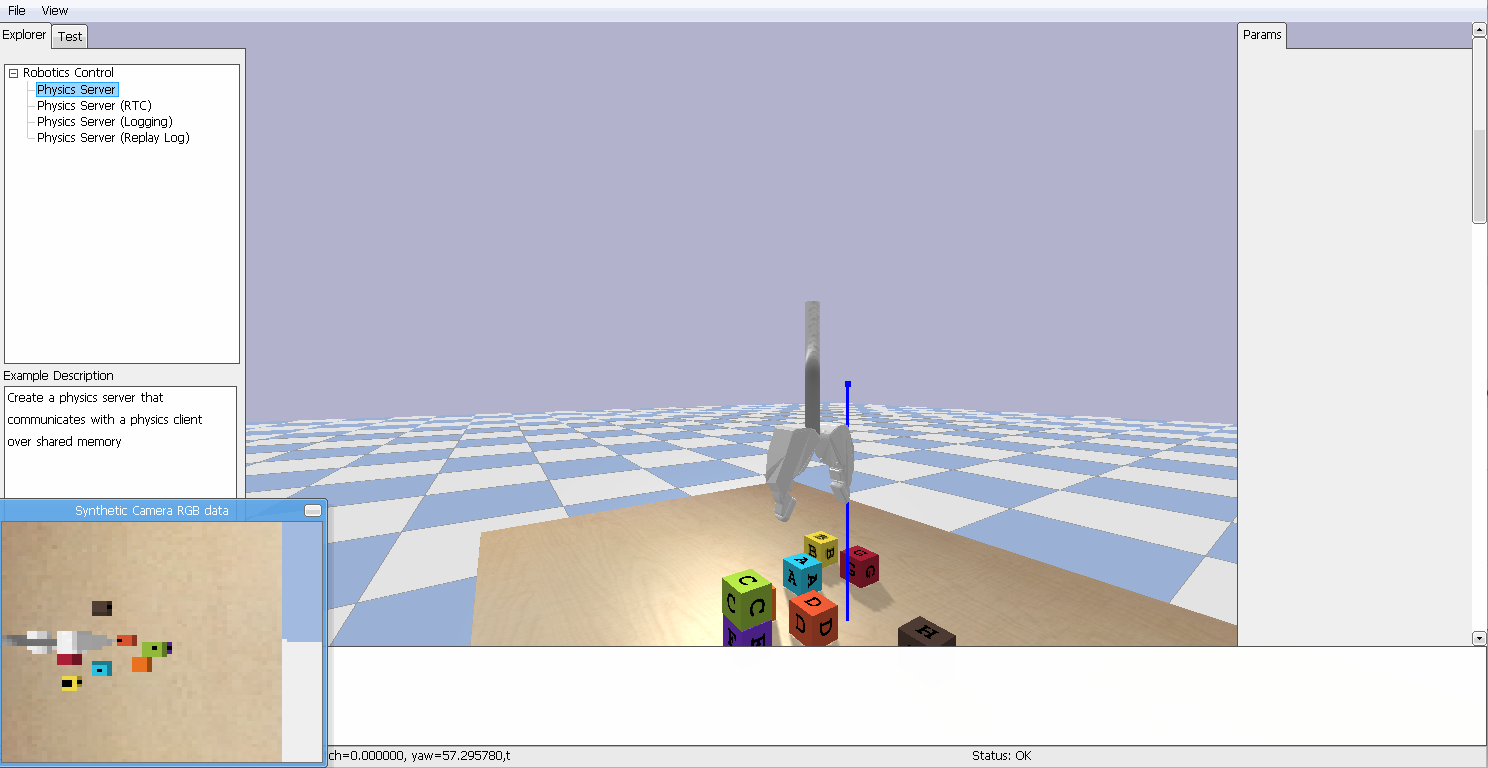 File View
Explorer Test
Params
Robotics Control
Physics Server
Physics Server (RTC)
Physics Server (Logging)
Physics Server (Replay Log)
Example Description
Create a physics server that
communicates with a physics client
over shared memory
Synthetic Camera RGB data
B B
A A A
G G
C C C
D D D
H
ch=0.000000, yaw=57.295780,t
Status: OK